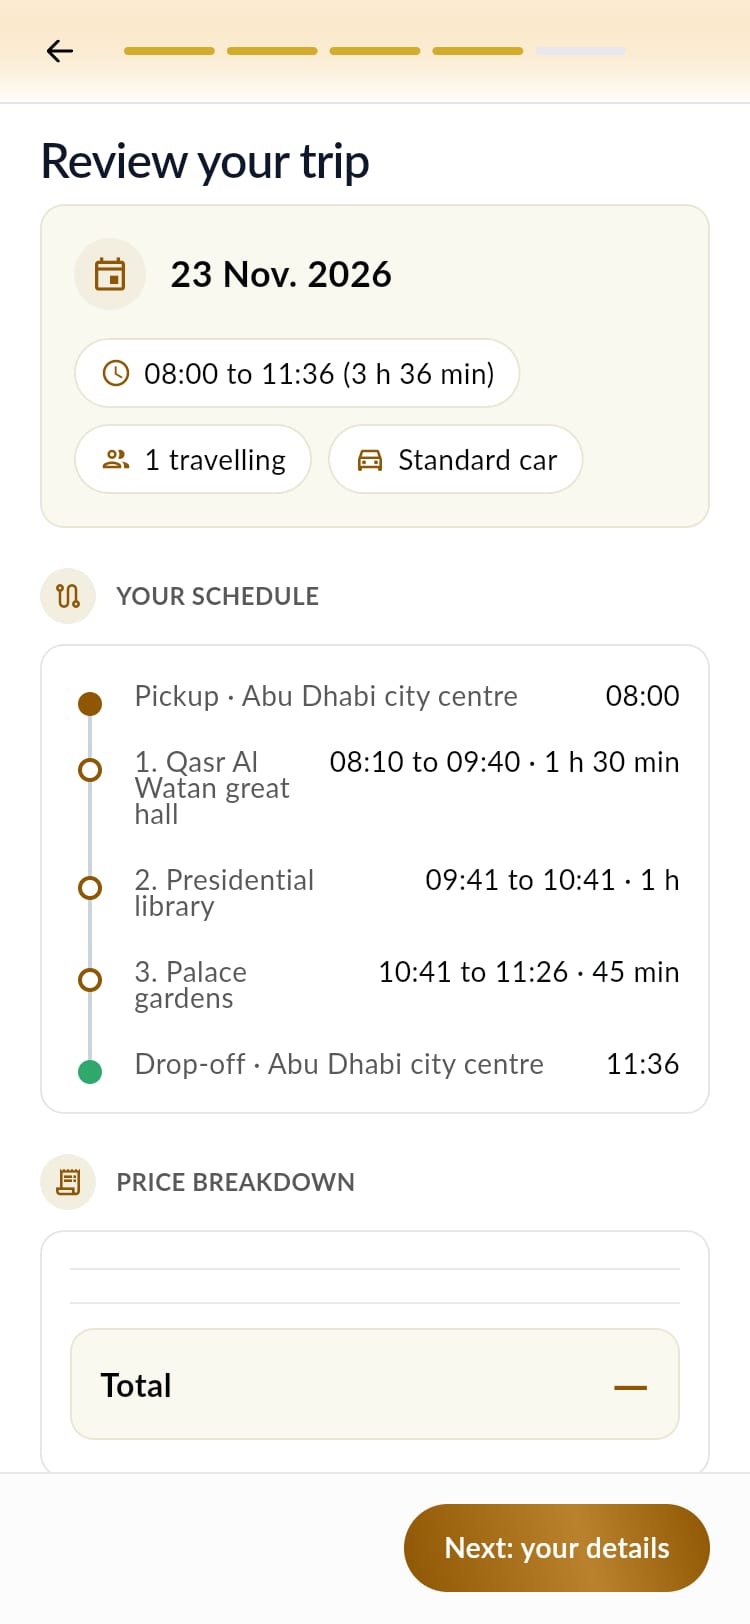 Review your trip
23 Nov. 2026
08:00 to 11:36 (3 h 36 min)
1 travelling
Standard car
YOUR SCHEDULE
Pickup · Abu Dhabi city centre 08:00
1. Qasr Al 08:10 to 09:40 · 1 h 30 min
Watan great
hall
2. Presidential 09:41 to 10:41 · 1 h
library
3. Palace 10:41 to 11:26 · 45 min
gardens
Drop-off · Abu Dhabi city centre 11:36
PRICE BREAKDOWN
Total —
Next: your details